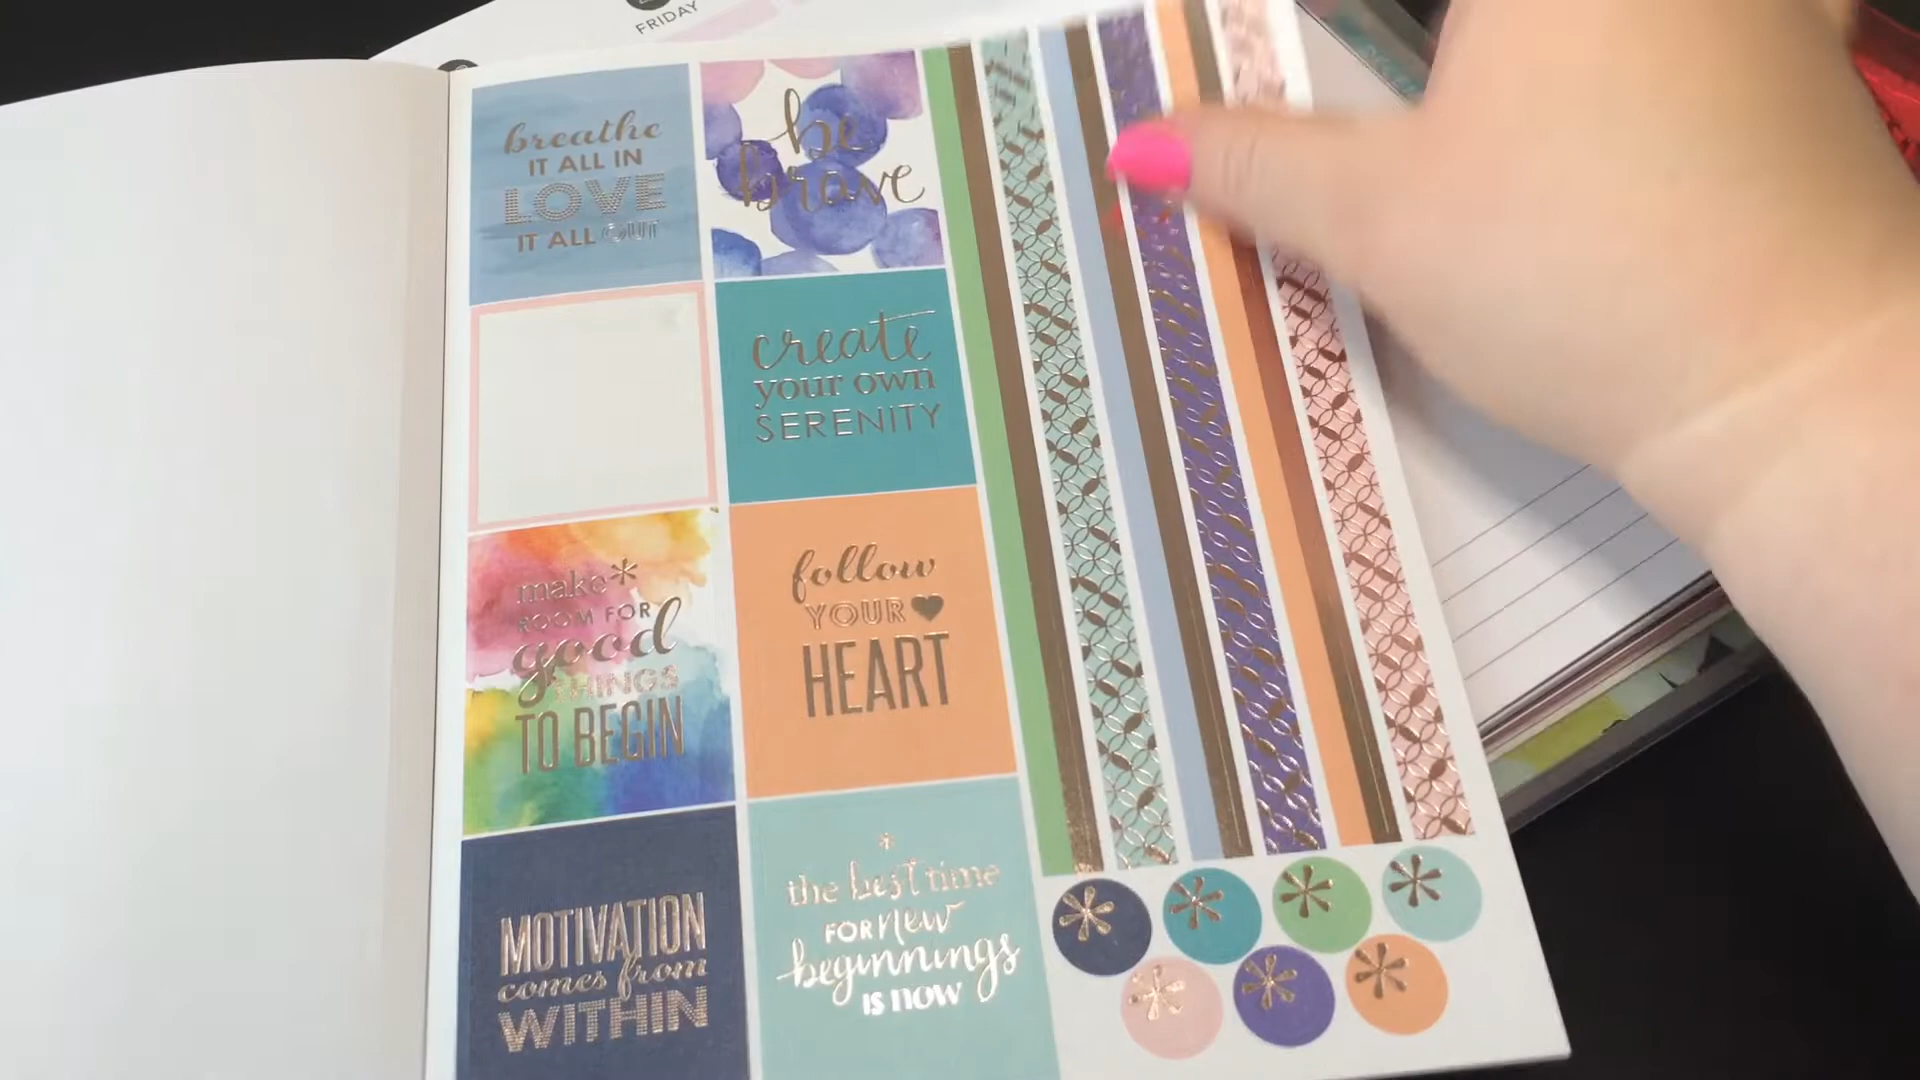 FRIDAY
breathe
IT ALL IN
LOVE
IT ALL OUT
be
brave
create
your own
SERENITY
make*
ROOM FOR
good
THINGS
TO BEGIN
follow
YOUR
HEART
MOTIVATION
comes from
WITHIN
*
the best time
FOR new
beginnings
IS now